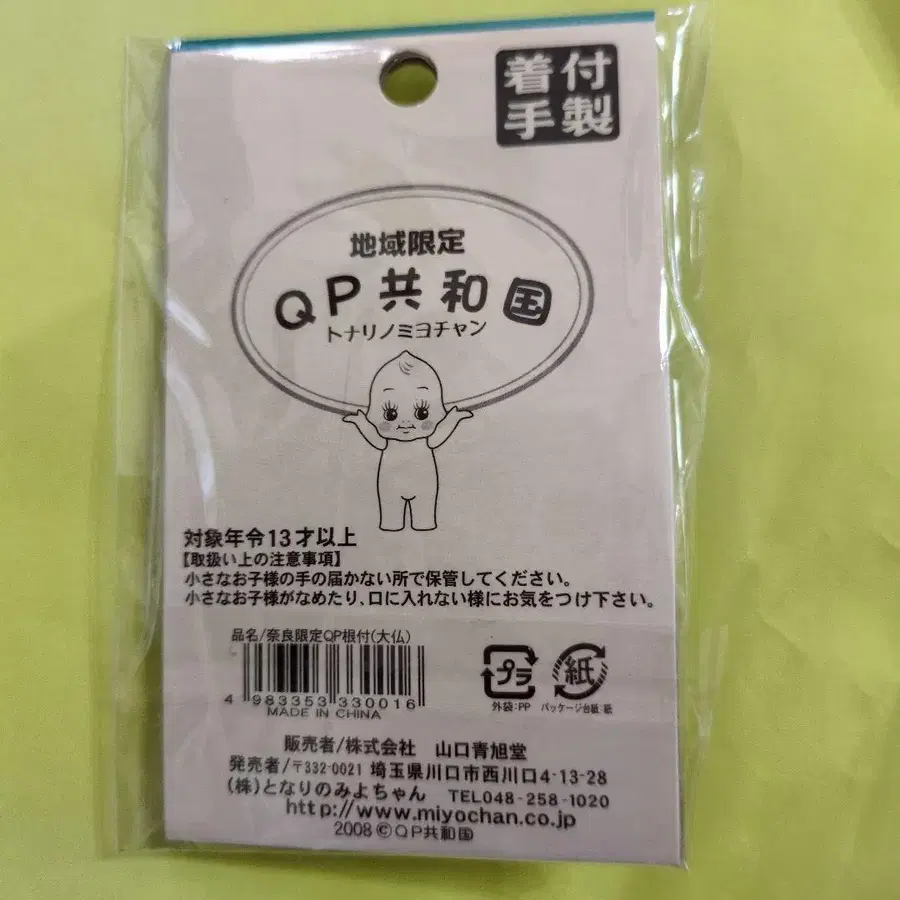 着付
手製
地域限定
QP共和国
トナリノミヨチャン
対象年令13才以上
【取扱い上の注意事項】
小さなお子様の手の届かない所で保管してください。
小さなお子様がなめたり、口に入れない様にお気をつけ下さい。
品名/奈良限定QP根付(大仏)
4 983353 330016
MADE IN CHINA
プラ
外袋:PP
紙
パッケージ台紙:紙
販売者/株式会社 山口青旭堂
発売者/〒332-0021 埼玉県川口市西川口4-13-28
(株)となりのみよちゃん TEL048-258-1020
http://www.miyochan.co.jp
2008©QP共和国